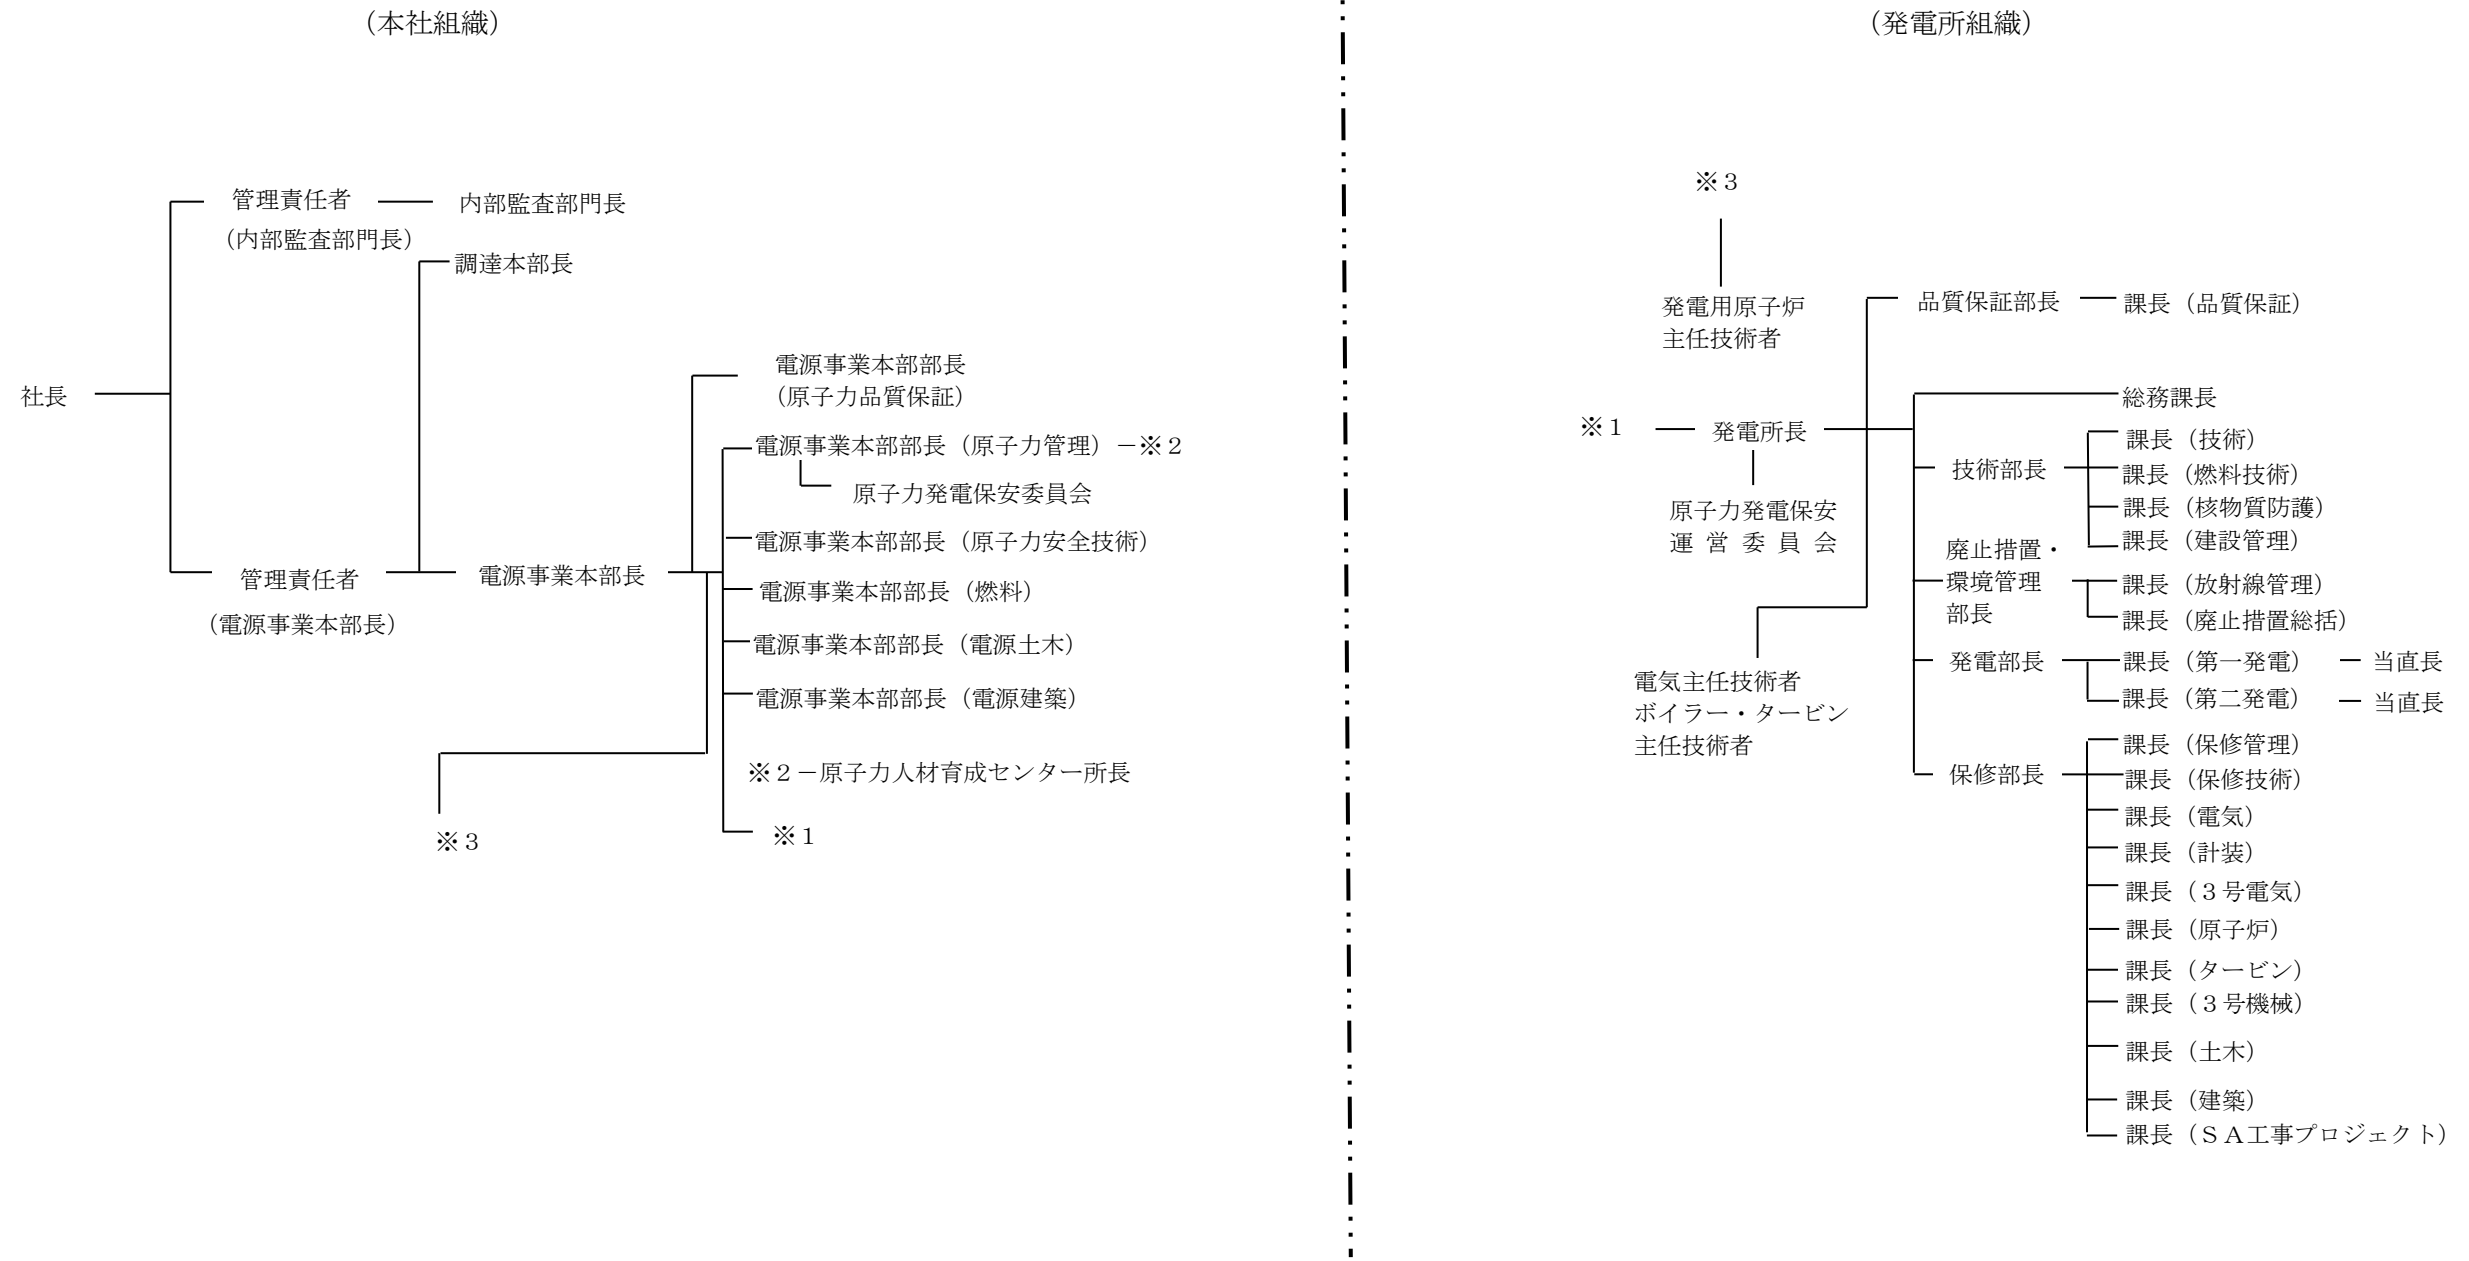 （本社組織）
社長
管理責任者
（内部監査部門長）
内部監査部門長
調達本部長
管理責任者
（電源事業本部長）
電源事業本部長
電源事業本部部長
（原子力品質保証）
電源事業本部部長（原子力管理）－※２
原子力発電保安委員会
電源事業本部部長（原子力安全技術）
電源事業本部部長（燃料）
電源事業本部部長（電源土木）
電源事業本部部長（電源建築）
※２－原子力人材育成センター所長
※１
※３
（発電所組織）
※３
発電用原子炉
主任技術者
※１
発電所長
原子力発電保安
運営委員会
電気主任技術者
ボイラー・タービン
主任技術者
品質保証部長
課長（品質保証）
総務課長
技術部長
課長（技術）
課長（燃料技術）
課長（核物質防護）
課長（建設管理）
廃止措置・
環境管理
部長
課長（放射線管理）
課長（廃止措置総括）
発電部長
課長（第一発電）
当直長
課長（第二発電）
当直長
保修部長
課長（保修管理）
課長（保修技術）
課長（電気）
課長（計装）
課長（３号電気）
課長（原子炉）
課長（タービン）
課長（３号機械）
課長（土木）
課長（建築）
課長（ＳＡ工事プロジェクト）